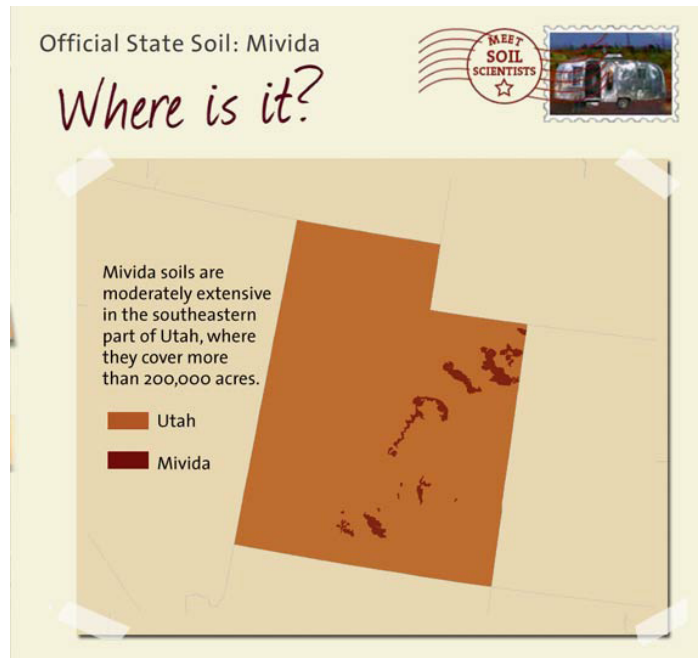 Official State Soil: Mivida
Where is it?
MEET
SOIL
SCIENTISTS
Mivida soils are
moderately extensive
in the southeastern
part of Utah, where
they cover more
than 200,000 acres.
Utah
Mivida